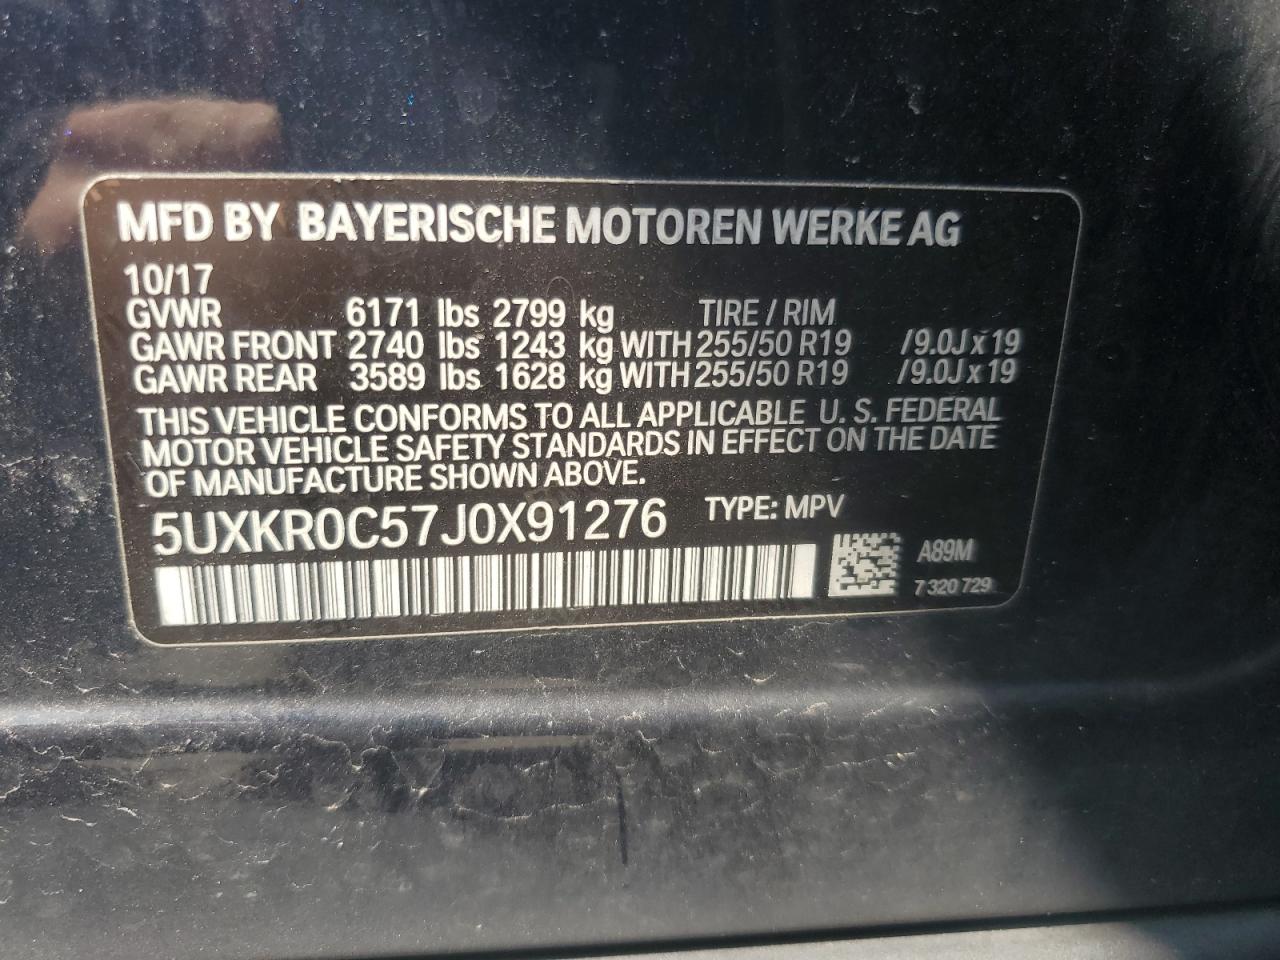 MFD BY BAYERISCHE MOTOREN WERKE AG
10/17
GVWR 6171 lbs 2799 kg TIRE / RIM
GAWR FRONT 2740 lbs 1243 kg WITH 255/50 R19 /9.0J x 19
GAWR REAR 3589 lbs 1628 kg WITH 255/50 R19 /9.0J x 19
THIS VEHICLE CONFORMS TO ALL APPLICABLE U. S. FEDERAL
MOTOR VEHICLE SAFETY STANDARDS IN EFFECT ON THE DATE
OF MANUFACTURE SHOWN ABOVE.
5UXKR0C57J0X91276 TYPE: MPV
A89M
7 320 729